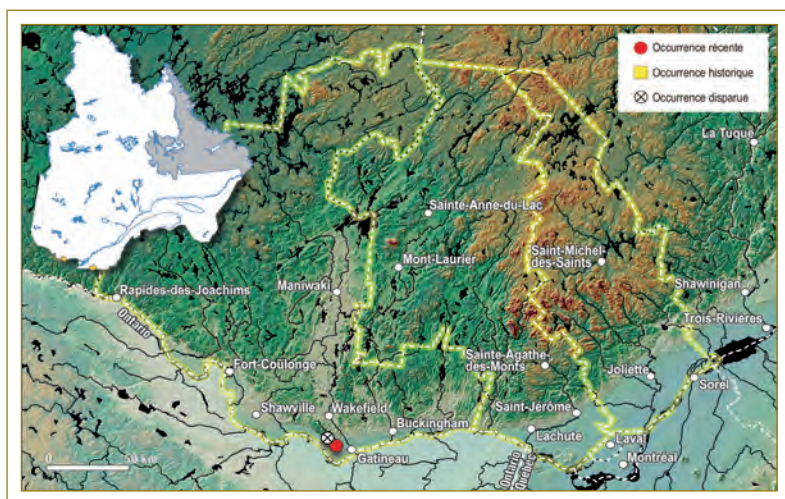 Occurrence récente
Occurrence historique
Occurrence disparue
La Tuque
Sainte-Anne-du-Lac
Mont-Laurier
Saint-Michel
des-Saints
Maniwaki
Rapides-des-Joachims
Shawinigan
Trois-Rivières
Ontario
Fort-Coulonge
Sainte-Agathe
des-Monts
Joliette
Sorel
Shawville
Wakefield
Buckingham
Saint-Jérôme
Lachute
Laval
Gatineau
Montréal
Ontario
Québec
0 50 km